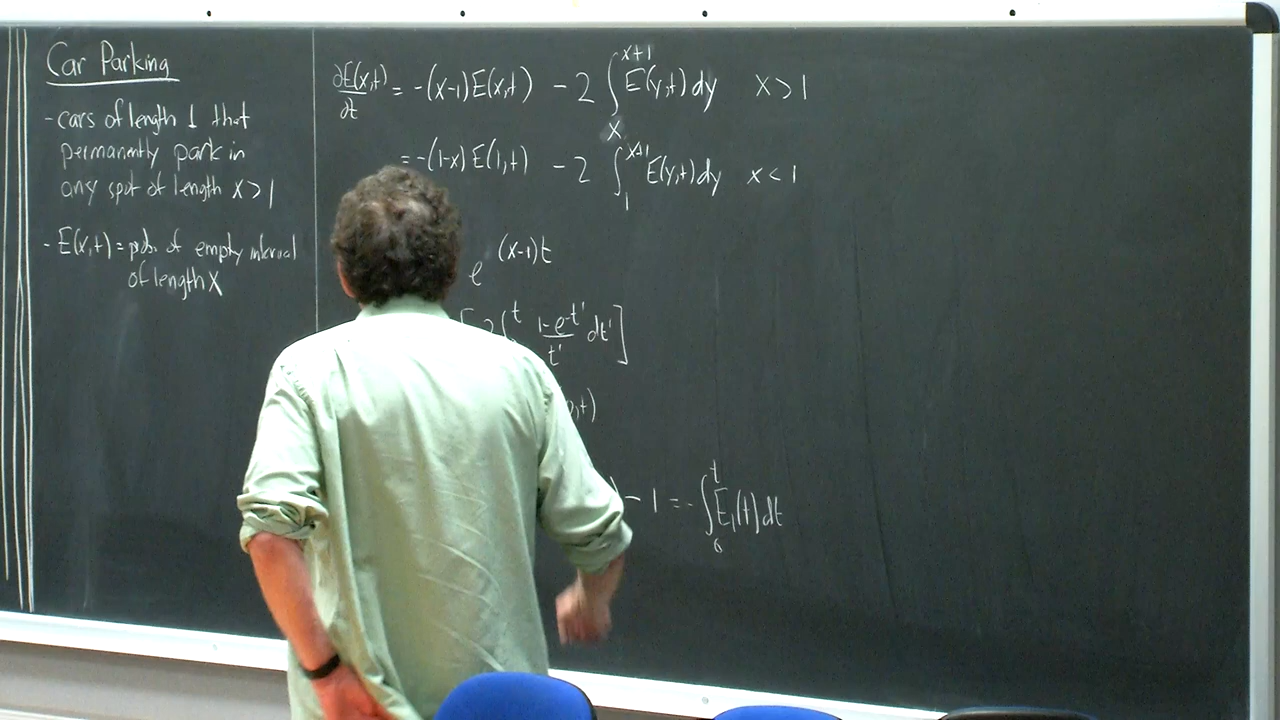 Car Parking
- cars of length 1 that
permanently park in
any spot of length x > 1
- E(x,t) = prob. of empty interval
of length x
∂E(x,t)/∂t = -(x-1)E(x,t) - 2 ∫_x^{x+1} E(y,t) dy x > 1
= -(1-x)E(1,t) - 2 ∫_1^{x+1} E(y,t) dy x < 1
e^{(x-1)t}
2∫^t (1-e^{-t'})/t' dt' ]
,t)
) - 1 = -∫_0^t E_1(t) dt